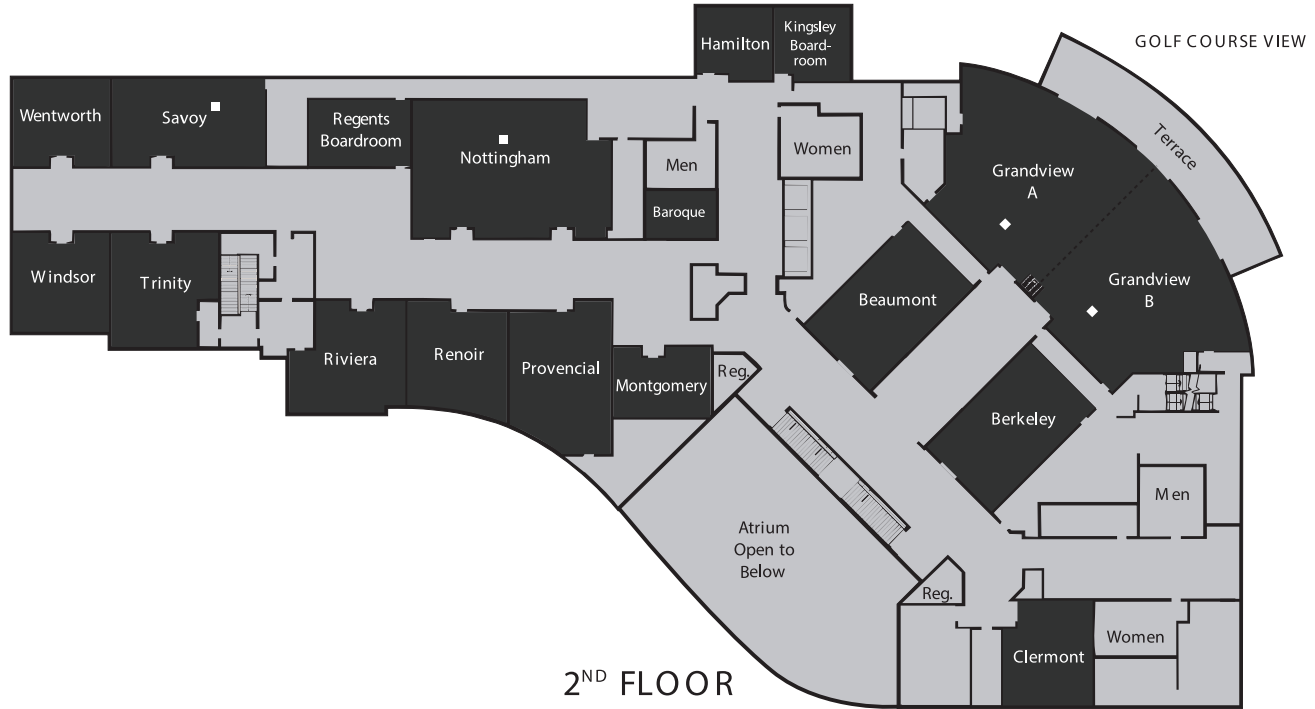 GOLF COURSE VIEW
Hamilton
Kingsley
Board-
room
Wentworth
Savoy
Regents
Boardroom
Nottingham
Men
Women
Baroque
Grandview
A
Terrace
Grandview
B
Windsor
Trinity
Beaumont
Riviera
Renoir
Provencial
Montgomery
Reg.
Berkeley
Men
Atrium
Open to
Below
Reg.
Clermont
Women
2ND FLOOR